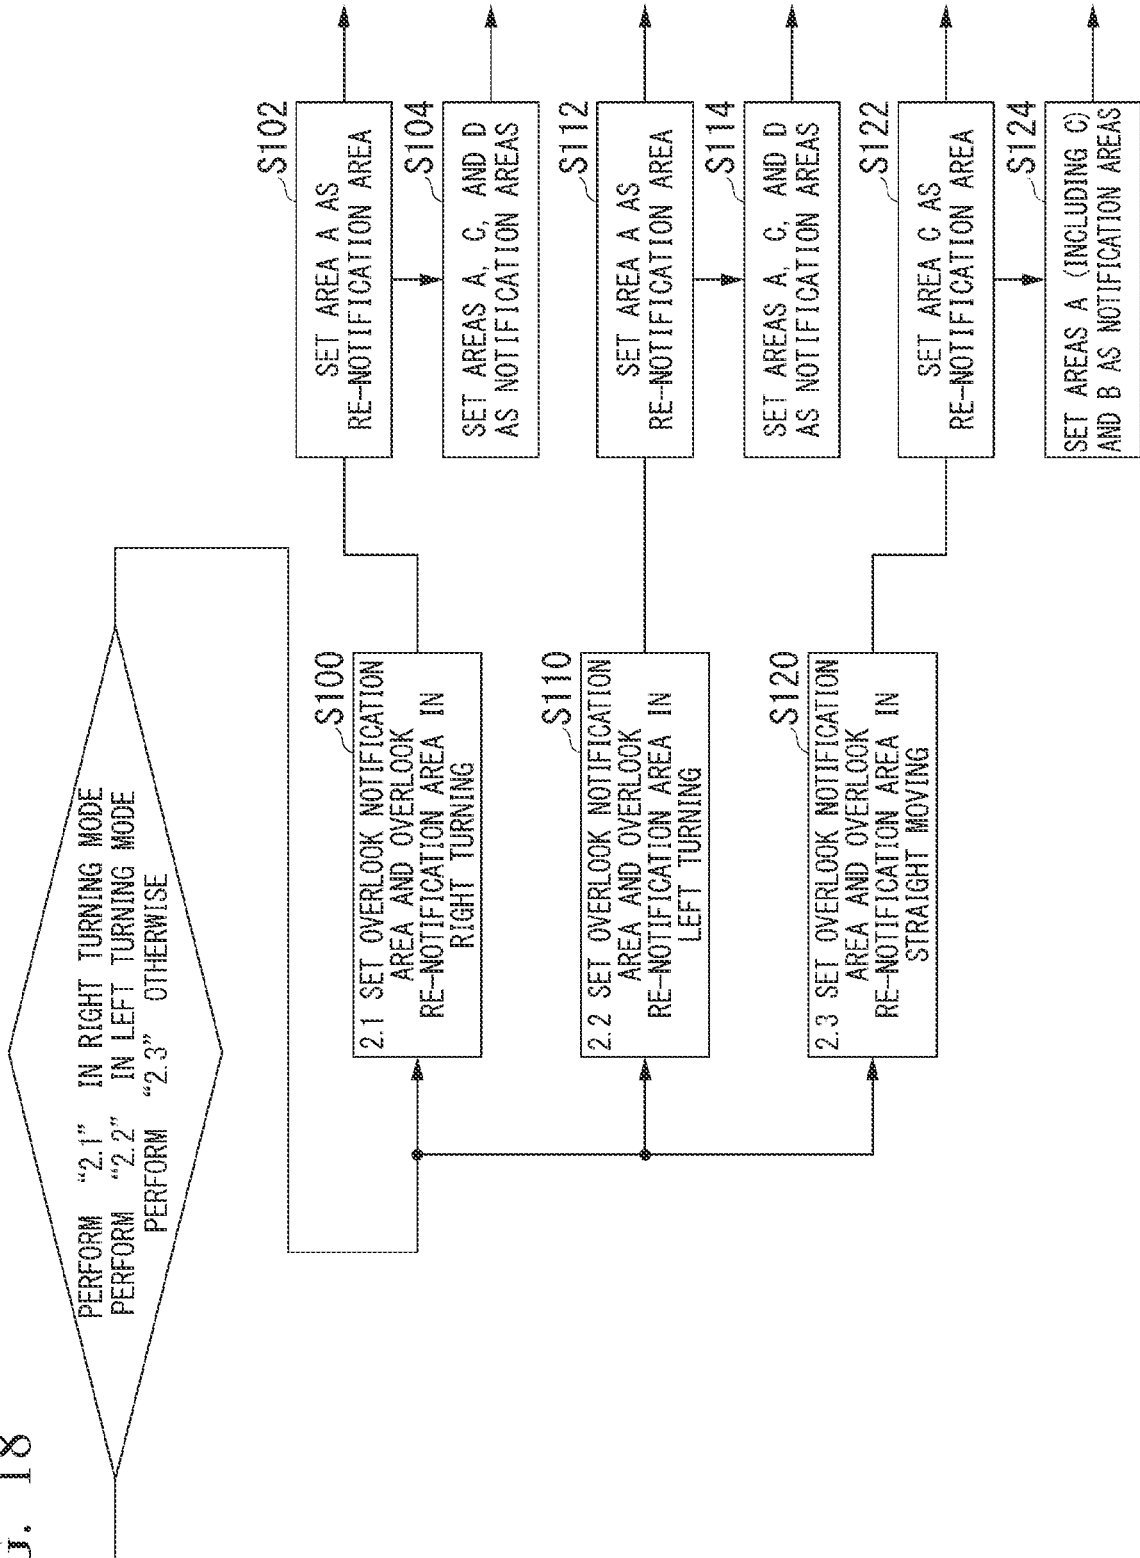 18
PERFORM “2.1” IN RIGHT TURNING MODE
PERFORM “2.2” IN LEFT TURNING MODE
PERFORM “2.3” OTHERWISE
S100
2.1 SET OVERLOOK NOTIFICATION
AREA AND OVERLOOK
RE-NOTIFICATION AREA IN
RIGHT TURNING
S102
SET AREA A AS
RE-NOTIFICATION AREA
S104
SET AREAS A, C, AND D
AS NOTIFICATION AREAS
S110
2.2 SET OVERLOOK NOTIFICATION
AREA AND OVERLOOK
RE-NOTIFICATION AREA IN
LEFT TURNING
S112
SET AREA A AS
RE-NOTIFICATION AREA
S114
SET AREAS A, C, AND D
AS NOTIFICATION AREAS
S120
2.3 SET OVERLOOK NOTIFICATION
AREA AND OVERLOOK
RE-NOTIFICATION AREA IN
STRAIGHT MOVING
S122
SET AREA C AS
RE-NOTIFICATION AREA
S124
SET AREAS A (INCLUDING C)
AND B AS NOTIFICATION AREAS